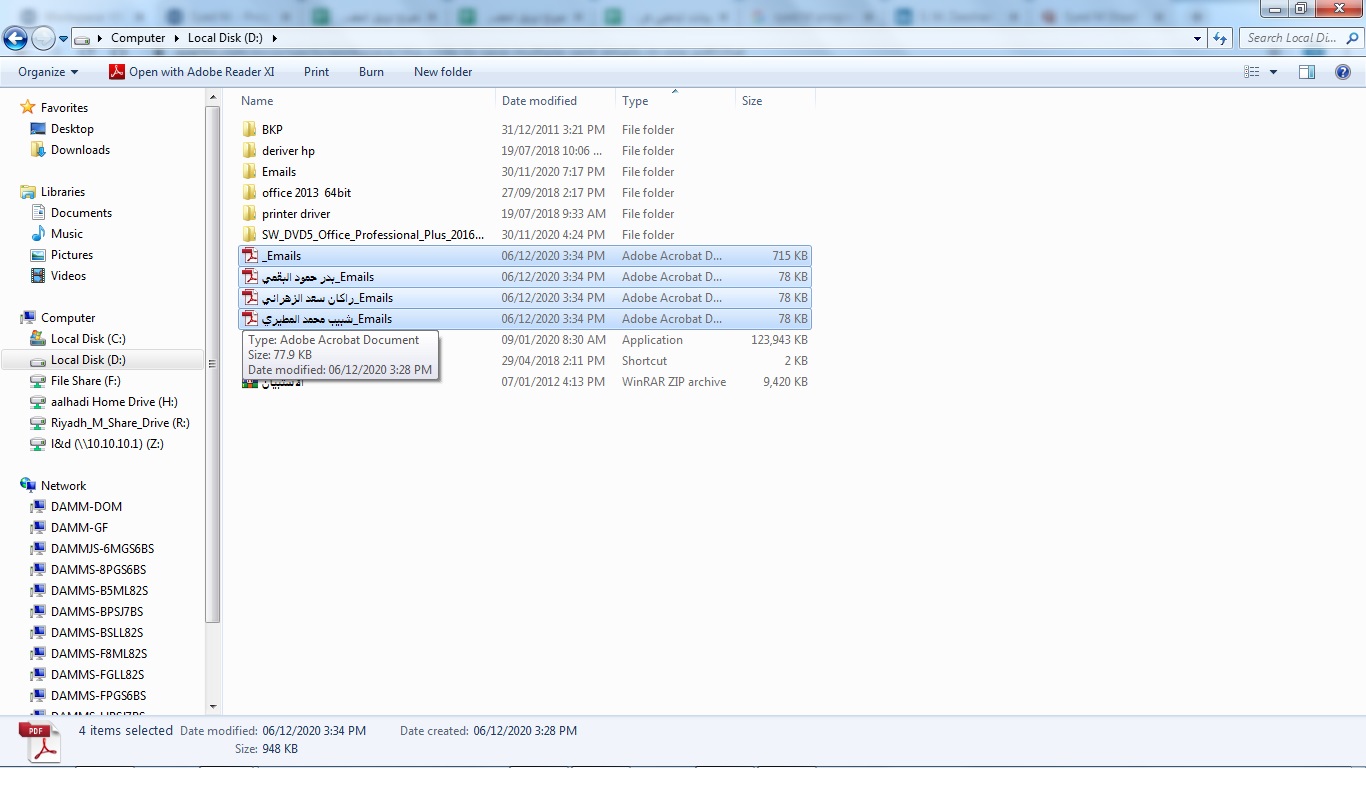 Computer Local Disk (D:)
Search Local Di...
Organize Open with Adobe Reader XI Print Burn New folder
Favorites
Desktop
Downloads
Libraries
Documents
Music
Pictures
Videos
Computer
Local Disk (C:)
Local Disk (D:)
File Share (F:)
aalhadi Home Drive (H:)
Riyadh_M_Share_Drive (R:)
l&d (\\10.10.10.1) (Z:)
Network
DAMM-DOM
DAMM-GF
DAMMJS-6MGS6BS
DAMMS-8PGS6BS
DAMMS-B5ML82S
DAMMS-BPSJ7BS
DAMMS-BSLL82S
DAMMS-F8ML82S
DAMMS-FGLL82S
DAMMS-FPGS6BS
Name Date modified Type Size
BKP 31/12/2011 3:21 PM File folder
deriver hp 19/07/2018 10:06 ... File folder
Emails 30/11/2020 7:17 PM File folder
office 2013 64bit 27/09/2018 2:17 PM File folder
printer driver 19/07/2018 9:33 AM File folder
SW_DVD5_Office_Professional_Plus_2016... 30/11/2020 4:24 PM File folder
_Emails 06/12/2020 3:34 PM Adobe Acrobat D... 715 KB
بدر حمود البقمي_Emails 06/12/2020 3:34 PM Adobe Acrobat D... 78 KB
راكان سعد الزهراني_Emails 06/12/2020 3:34 PM Adobe Acrobat D... 78 KB
شبيب محمد المطيري_Emails 06/12/2020 3:34 PM Adobe Acrobat D... 78 KB
09/01/2020 8:30 AM Application 123,943 KB
29/04/2018 2:11 PM Shortcut 2 KB
07/01/2012 4:13 PM WinRAR ZIP archive 9,420 KB
Type: Adobe Acrobat Document
Size: 77.9 KB
Date modified: 06/12/2020 3:28 PM
PDF
4 items selected Date modified: 06/12/2020 3:34 PM Date created: 06/12/2020 3:28 PM
Size: 948 KB